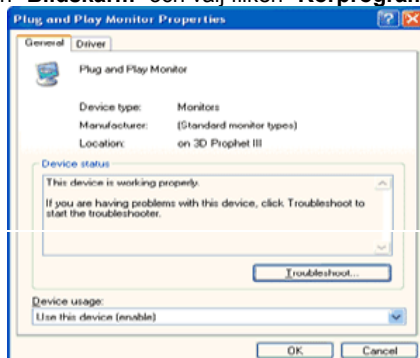 "Bildskärm" och välj fliken "Körprogram
Plug and Play Monitor Properties
General Driver
Plug and Play Monitor
Device type: Monitors
Manufacturer: (Standard monitor types)
Location: on 3D Prophet III
Device status
This device is working properly.
If you are having problems with this device, click Troubleshoot to
start the troubleshooter.
Troubleshoot...
Device usage:
Use this device (enable)
OK Cancel